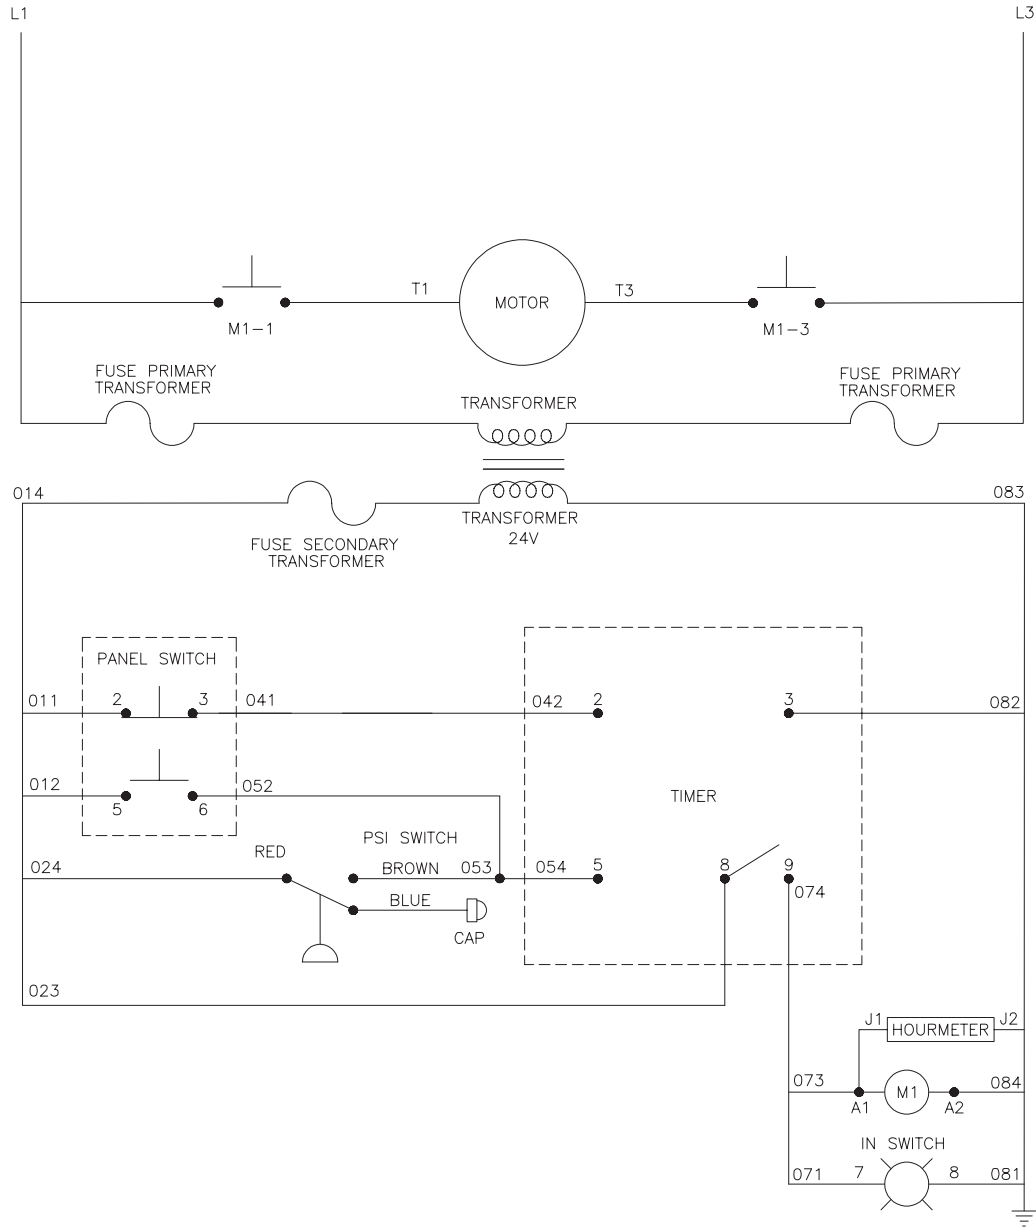 L1
L3
T1
MOTOR
T3
M1-1
M1-3
FUSE PRIMARY
TRANSFORMER
FUSE PRIMARY
TRANSFORMER
TRANSFORMER
014
083
TRANSFORMER
24V
FUSE SECONDARY
TRANSFORMER
PANEL SWITCH
011
2
3
041
042
2
3
082
012
5
6
052
TIMER
RED
PSI SWITCH
024
BROWN
053
054
5
8
9
074
BLUE
CAP
023
J1
HOURMETER
J2
073
A1
M1
A2
084
IN SWITCH
071
7
8
081